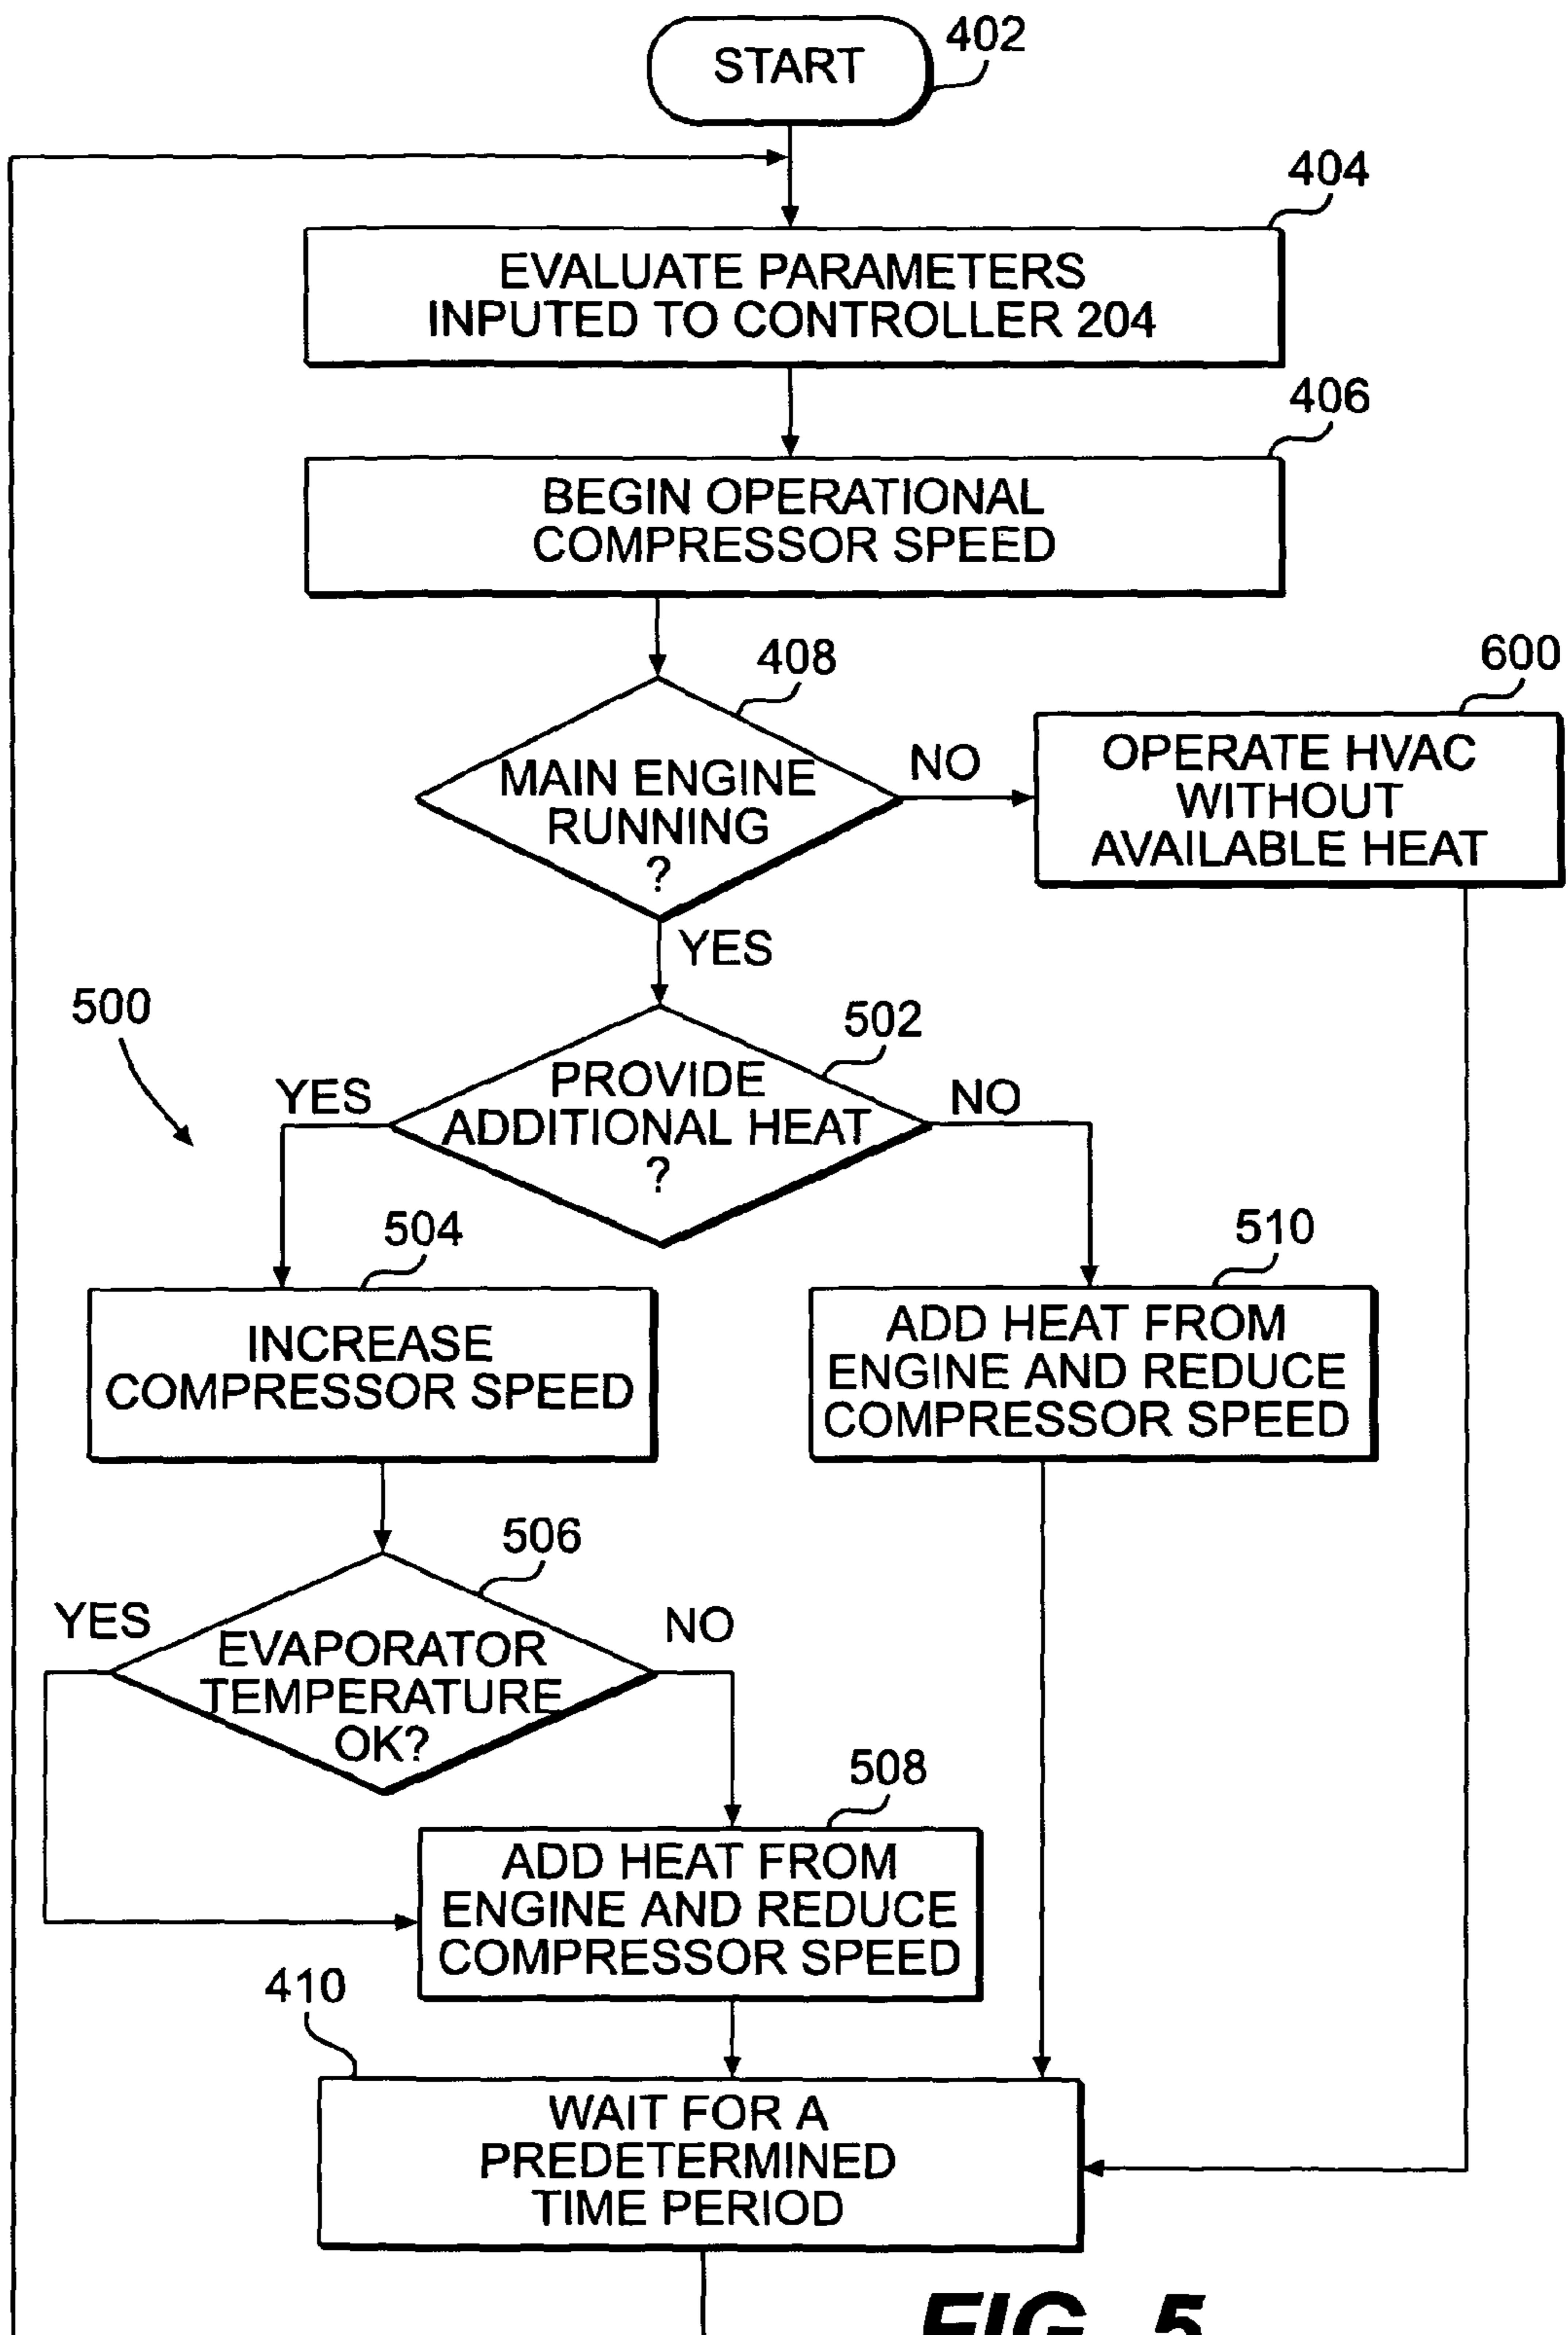 START
402
404
EVALUATE PARAMETERS
INPUTED TO CONTROLLER 204
406
BEGIN OPERATIONAL
COMPRESSOR SPEED
408
600
MAIN ENGINE
RUNNING
?
NO
OPERATE HVAC
WITHOUT
AVAILABLE HEAT
YES
500
502
YES
PROVIDE
ADDITIONAL HEAT
?
NO
504
510
INCREASE
COMPRESSOR SPEED
ADD HEAT FROM
ENGINE AND REDUCE
COMPRESSOR SPEED
506
YES
EVAPORATOR
TEMPERATURE
OK?
NO
508
ADD HEAT FROM
ENGINE AND REDUCE
COMPRESSOR SPEED
410
WAIT FOR A
PREDETERMINED
TIME PERIOD
FIG. 5